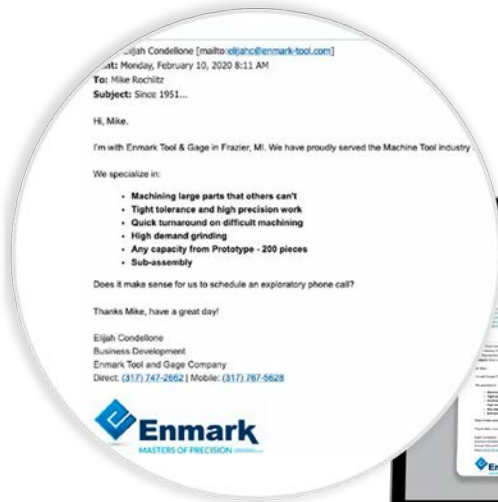 Elijah Condellone [mailto:elijahc@enmark-tool.com]
Monday, February 10, 2020 8:11 AM
To: Mike Rochlitz
Subject: Since 1951...
Hi, Mike.
I'm with Enmark Tool & Gage in Frazier, MI. We have proudly served the Machine Tool industry
We specialize in:
• Machining large parts that others can't
• Tight tolerance and high precision work
• Quick turnaround on difficult machining
• High demand grinding
• Any capacity from Prototype - 200 pieces
• Sub-assembly
Does it make sense for us to schedule an exploratory phone call?
Thanks Mike, have a great day!
Elijah Condellone
Business Development
Enmark Tool and Gage Company
Direct: (317) 747-2662 | Mobile: (317) 767-5628
Enmark
MASTERS OF PRECISION